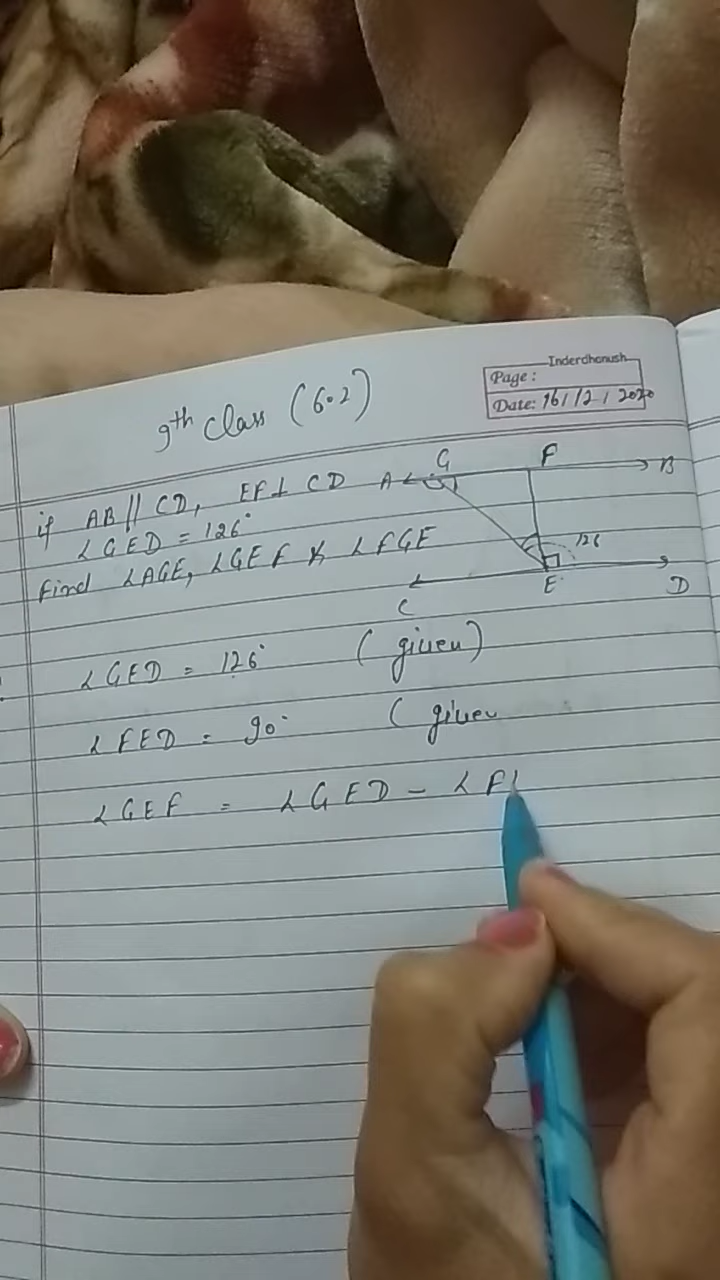 Inderdhanush
Page:
Date: 16/12/2020
9th Class (6.2)
if AB || CD, EF ⊥ CD
∠GED = 126°
find ∠AGE, ∠GEF & ∠FGE
A G F B
126
C E D
∠GED = 126° (given)
∠FED = 90° (given
∠GEF = ∠GED - ∠F